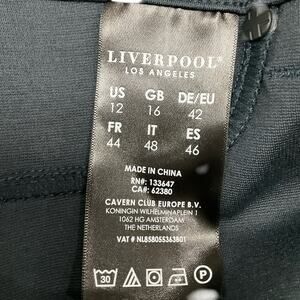 LIVERPOOL®
LOS ANGELES
US GB DE/EU
12 16 42
FR IT ES
44 48 46
MADE IN CHINA
RN#: 133647
CA#: 62380
CAVERN CLUB EUROPE B.V.
KONINGIN WILHELMINAPLEIN 1
1062 HG AMSTERDAM
THE NETHERLANDS
VAT # NL858055363B01
30 P